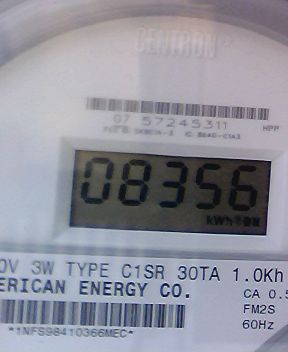 CENTRON
07 57245311
HPP
08356
kWh
0V 3W TYPE C1SR 30TA 1.0Kh
ERICAN ENERGY CO.
CA 0.5
FM2S
60Hz
*1NFS98410366MEC*